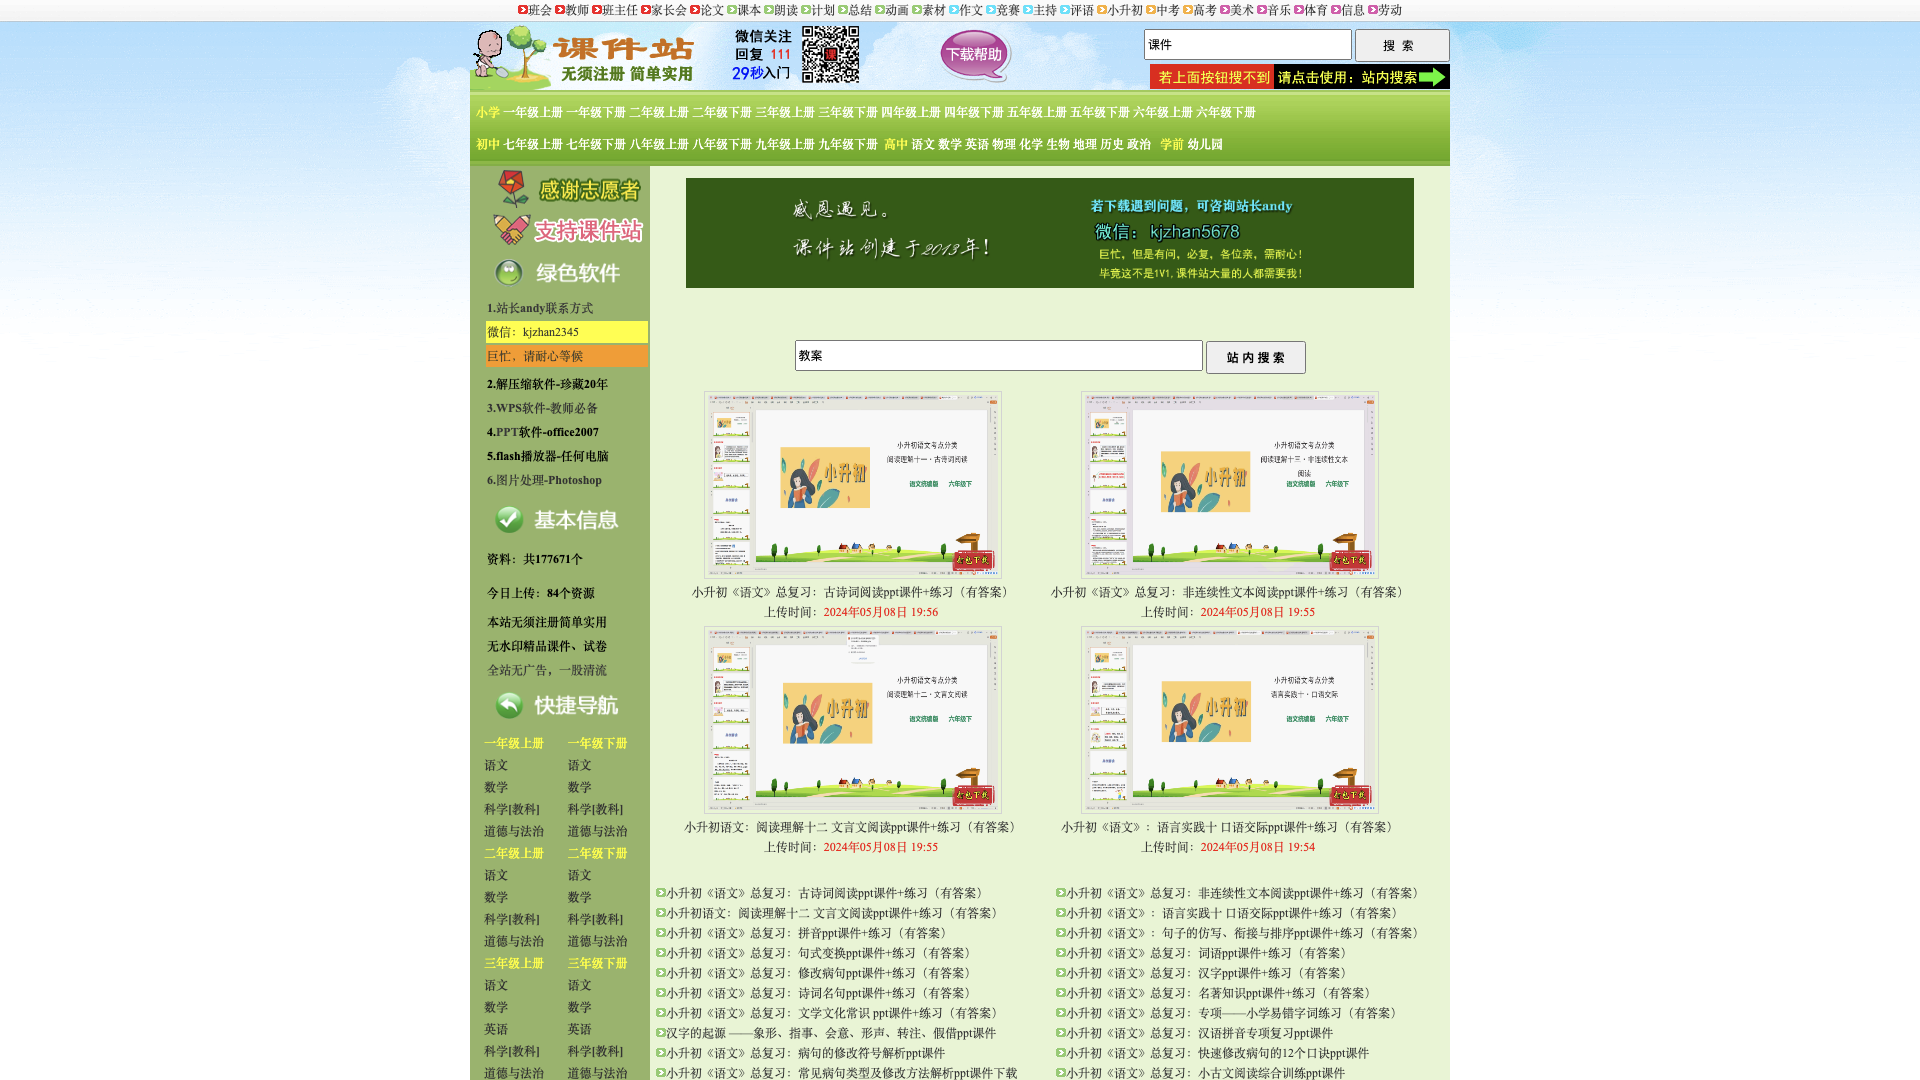 班会 教师 班主任 家长会 论文 课本 朗读 计划 总结 动画 素材 作文 竞赛 主持 评语 小升初 中考 高考 美术 音乐 体育 信息 劳动
课件站
无须注册 简单实用
微信关注
回复 111
29秒入门
课
下载帮助
课件
搜 索
若上面按钮搜不到 请点击使用：站内搜索
小学 一年级上册 一年级下册 二年级上册 二年级下册 三年级上册 三年级下册 四年级上册 四年级下册 五年级上册 五年级下册 六年级上册 六年级下册
初中 七年级上册 七年级下册 八年级上册 八年级下册 九年级上册 九年级下册 高中 语文 数学 英语 物理 化学 生物 地理 历史 政治 学前 幼儿园
感谢志愿者
支持课件站
绿色软件
1.站长andy联系方式
微信：kjzhan2345
巨忙，请耐心等候
2.解压缩软件-珍藏20年
3.WPS软件-教师必备
4.PPT软件-office2007
5.flash播放器-任何电脑
6.图片处理-Photoshop
基本信息
资料：共177671个
今日上传：84个资源
本站无须注册简单实用
无水印精品课件、试卷
全站无广告，一股清流
快捷导航
一年级上册 一年级下册
语文 语文
数学 数学
科学[教科] 科学[教科]
道德与法治 道德与法治
二年级上册 二年级下册
语文 语文
数学 数学
科学[教科] 科学[教科]
道德与法治 道德与法治
三年级上册 三年级下册
语文 语文
数学 数学
英语 英语
科学[教科] 科学[教科]
道德与法治 道德与法治
感恩遇见。
课件站创建于2013年！
若下载遇到问题，可咨询站长andy
微信：kjzhan5678
巨忙，但是有问，必复，各位亲，需耐心！
毕竟这不是1V1，课件站大量的人都需要我！
教案
站内搜索
小升初
小升初语文考点分类
阅读理解十一·古诗词阅读
语文统编版 六年级下
打包下载
小升初《语文》总复习：古诗词阅读ppt课件+练习（有答案）
上传时间：2024年05月08日 19:56
小升初
小升初语文考点分类
阅读理解十三·非连续性文本
阅读
语文统编版 六年级下
打包下载
小升初《语文》总复习：非连续性文本阅读ppt课件+练习（有答案）
上传时间：2024年05月08日 19:55
小升初
小升初语文考点分类
阅读理解十二·文言文阅读
语文统编版 六年级下
打包下载
小升初语文：阅读理解十二 文言文阅读ppt课件+练习（有答案）
上传时间：2024年05月08日 19:55
小升初
小升初语文考点分类
语言实践十·口语交际
语文统编版 六年级下
打包下载
小升初《语文》：语言实践十 口语交际ppt课件+练习（有答案）
上传时间：2024年05月08日 19:54
小升初《语文》总复习：古诗词阅读ppt课件+练习（有答案）
小升初《语文》总复习：非连续性文本阅读ppt课件+练习（有答案）
小升初语文：阅读理解十二 文言文阅读ppt课件+练习（有答案）
小升初《语文》：语言实践十 口语交际ppt课件+练习（有答案）
小升初《语文》总复习：拼音ppt课件+练习（有答案）
小升初《语文》：句子的仿写、衔接与排序ppt课件+练习（有答案）
小升初《语文》总复习：句式变换ppt课件+练习（有答案）
小升初《语文》总复习：词语ppt课件+练习（有答案）
小升初《语文》总复习：修改病句ppt课件+练习（有答案）
小升初《语文》总复习：汉字ppt课件+练习（有答案）
小升初《语文》总复习：诗词名句ppt课件+练习（有答案）
小升初《语文》总复习：名著知识ppt课件+练习（有答案）
小升初《语文》总复习：文学文化常识 ppt课件+练习（有答案）
小升初《语文》总复习：专项——小学易错字词练习（有答案）
汉字的起源 ——象形、指事、会意、形声、转注、假借ppt课件
小升初《语文》总复习：汉语拼音专项复习ppt课件
小升初《语文》总复习：病句的修改符号解析ppt课件
小升初《语文》总复习：快速修改病句的12个口诀ppt课件
小升初《语文》总复习：常见病句类型及修改方法解析ppt课件下载
小升初《语文》总复习：小古文阅读综合训练ppt课件